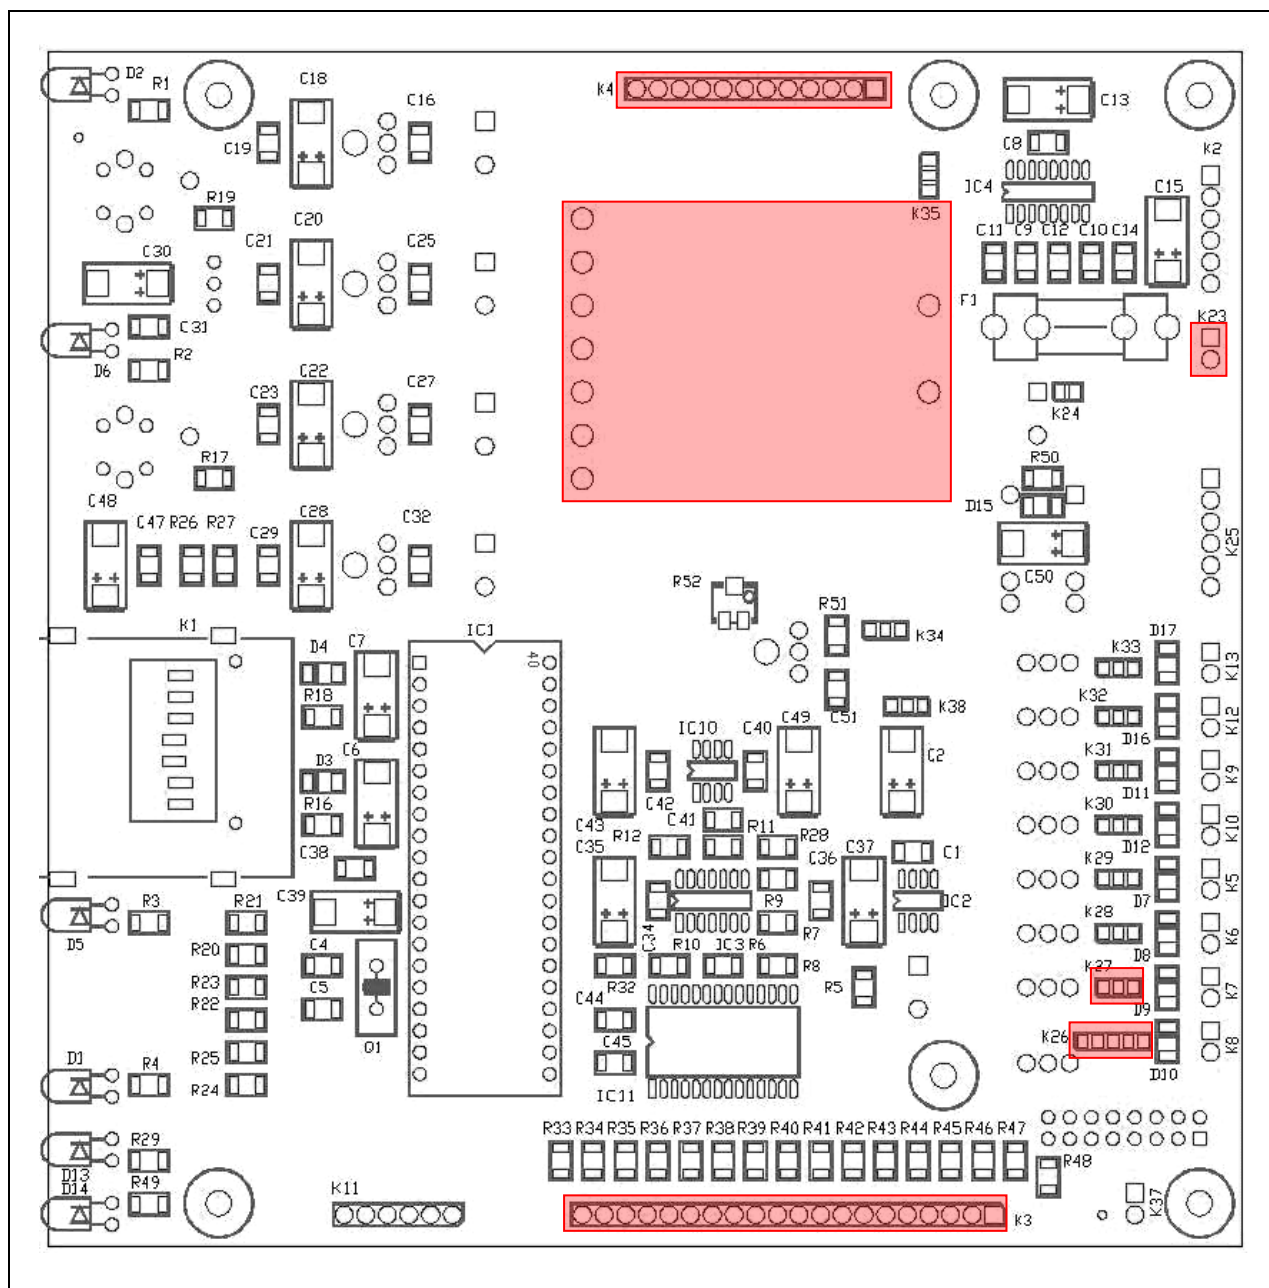 D2 R1 C18 C16 K4 C13
C19 C8 K2
IC4 C15
R19 K35
C20
C30 C21 C25 C11 C9 C12 C10 C14
F1 K23
C31
R2
D6 C22 C27
C23 K24
R17 R50
C48 C28 D15
C47 R26 R27 C29 C32 K25
C50
R52
K1 IC1 R51 K34
D4 C7 40 K33 D17 K13
R18 C51 K38 K32 K12
D16
C6 IC10 C40 C49 C2 K31 K9
D3 C42 D11
R16 C43 C41 R11 K30 K10
C38 C35 R12 R28 C36 C37 C1 D12
K29 K5
R3 R21 C39 R9 IC2 D7
D5 R7 K28 K6
R20 C4 C34 R10 IC3 R6 D8
R23 C5 R32 R8 R5 K27 K7
R22 C44 D9
R25 Q1 C45 K26 K8
D1 R4 R24 D10
IC11
R33 R34 R35 R36 R37 R38 R39 R40 R41 R42 R43 R44 R45 R46 R47
R29 R48
D13
D14 R49 K11 K37
K3